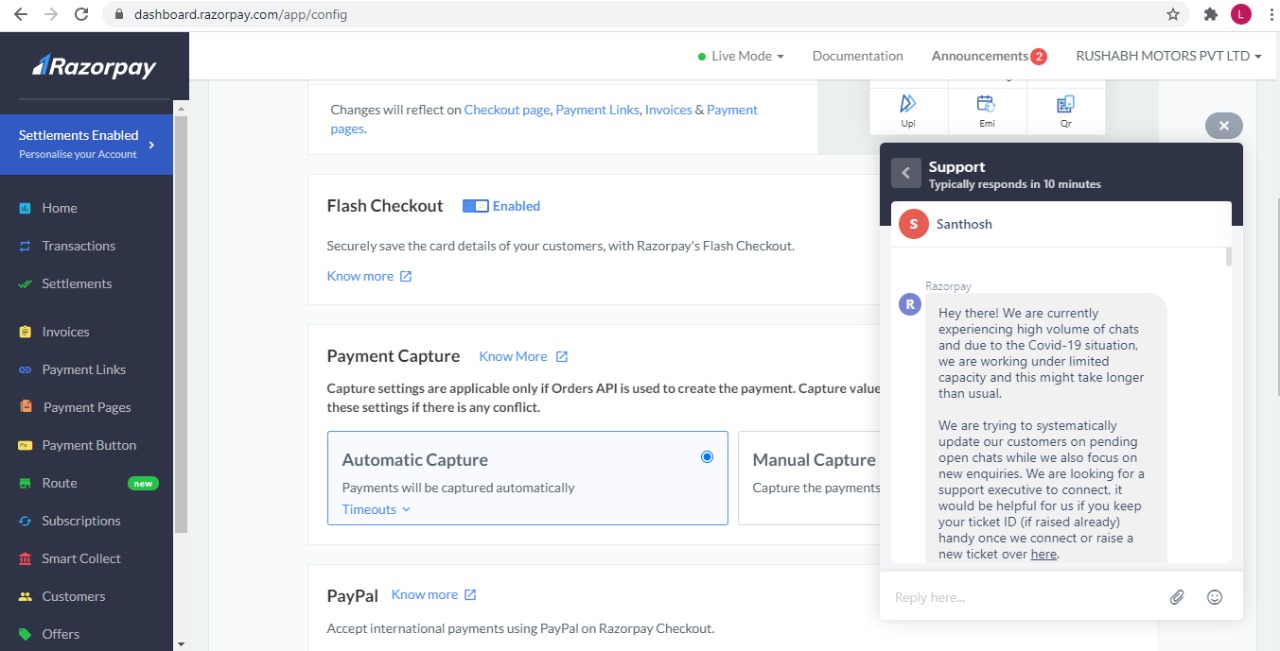 dashboard.razorpay.com/app/config
L
Razorpay
Live Mode
Documentation
Announcements 2
RUSHABH MOTORS PVT LTD
Settlements Enabled
Personalise your Account
Home
Transactions
Settlements
Invoices
Payment Links
Payment Pages
Payment Button
Route new
Subscriptions
Smart Collect
Customers
Offers
Changes will reflect on Checkout page, Payment Links, Invoices & Payment
pages.
Upi
Emi
Qr
Flash Checkout Enabled
Securely save the card details of your customers, with Razorpay's Flash Checkout.
Know more
Payment Capture Know More
Capture settings are applicable only if Orders API is used to create the payment. Capture value
these settings if there is any conflict.
Automatic Capture
Payments will be captured automatically
Timeouts
Manual Capture
Capture the payments
PayPal Know more
Accept international payments using PayPal on Razorpay Checkout.
Support
Typically responds in 10 minutes
S Santhosh
Razorpay
R
Hey there! We are currently
experiencing high volume of chats
and due to the Covid-19 situation,
we are working under limited
capacity and this might take longer
than usual.
We are trying to systematically
update our customers on pending
open chats while we also focus on
new enquiries. We are looking for a
support executive to connect, it
would be helpful for us if you keep
your ticket ID (if raised already)
handy once we connect or raise a
new ticket over here.
Reply here...